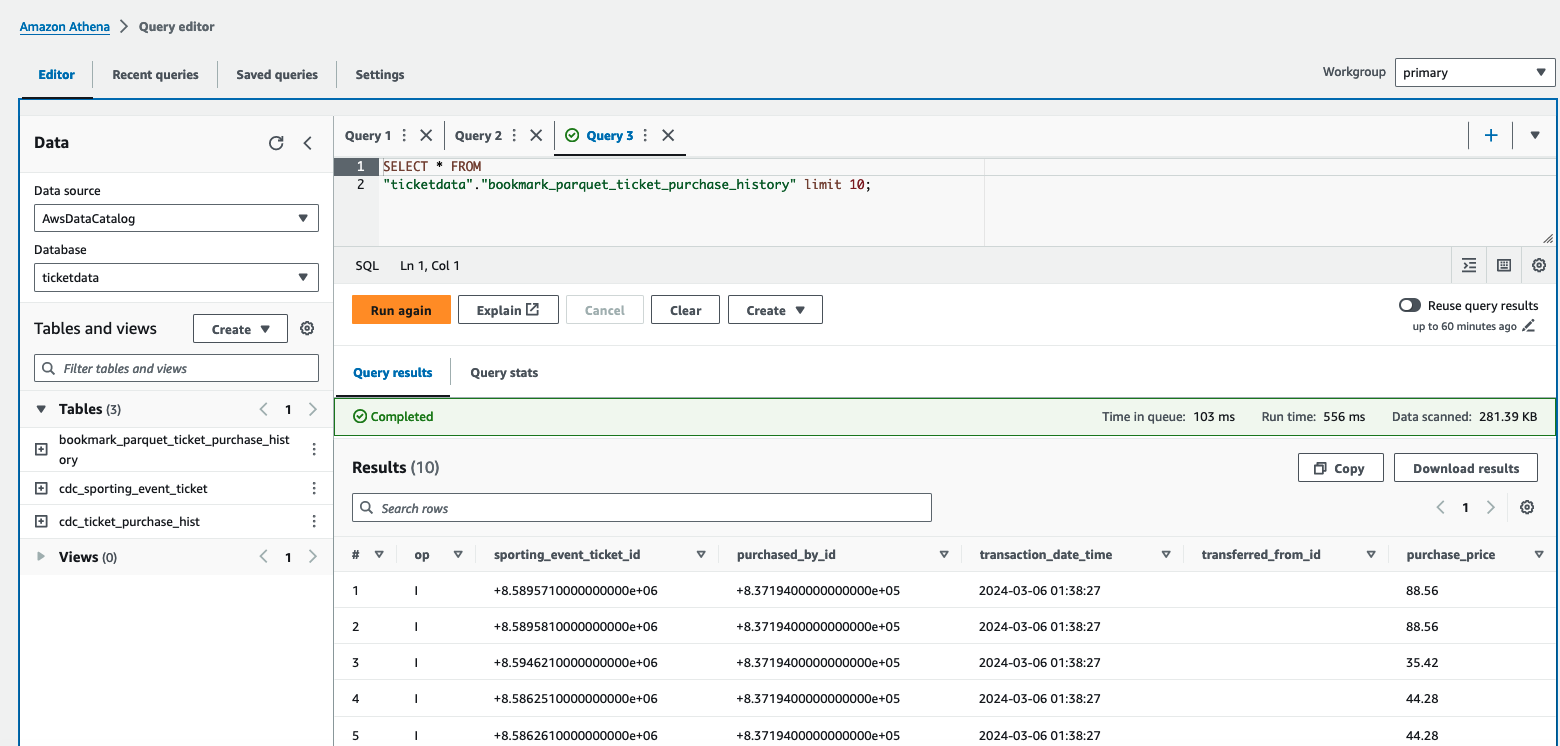 Amazon Athena > Query editor
Editor Recent queries Saved queries Settings
Workgroup primary
Data
Data source
AwsDataCatalog
Database
ticketdata
Tables and views Create
Filter tables and views
Tables (3) 1
bookmark_parquet_ticket_purchase_hist
ory
cdc_sporting_event_ticket
cdc_ticket_purchase_hist
Views (0) 1
Query 1 Query 2 Query 3
1 SELECT * FROM
2 "ticketdata"."bookmark_parquet_ticket_purchase_history" limit 10;
SQL Ln 1, Col 1
Run again Explain Cancel Clear Create
Reuse query results
up to 60 minutes ago
Query results Query stats
Completed Time in queue: 103 ms Run time: 556 ms Data scanned: 281.39 KB
Results (10) Copy Download results
Search rows 1
# op sporting_event_ticket_id purchased_by_id transaction_date_time transferred_from_id purchase_price
1 I +8.5895710000000000e+06 +8.3719400000000000e+05 2024-03-06 01:38:27 88.56
2 I +8.5895810000000000e+06 +8.3719400000000000e+05 2024-03-06 01:38:27 88.56
3 I +8.5946210000000000e+06 +8.3719400000000000e+05 2024-03-06 01:38:27 35.42
4 I +8.5862510000000000e+06 +8.3719400000000000e+05 2024-03-06 01:38:27 44.28
5 I +8.5862610000000000e+06 +8.3719400000000000e+05 2024-03-06 01:38:27 44.28